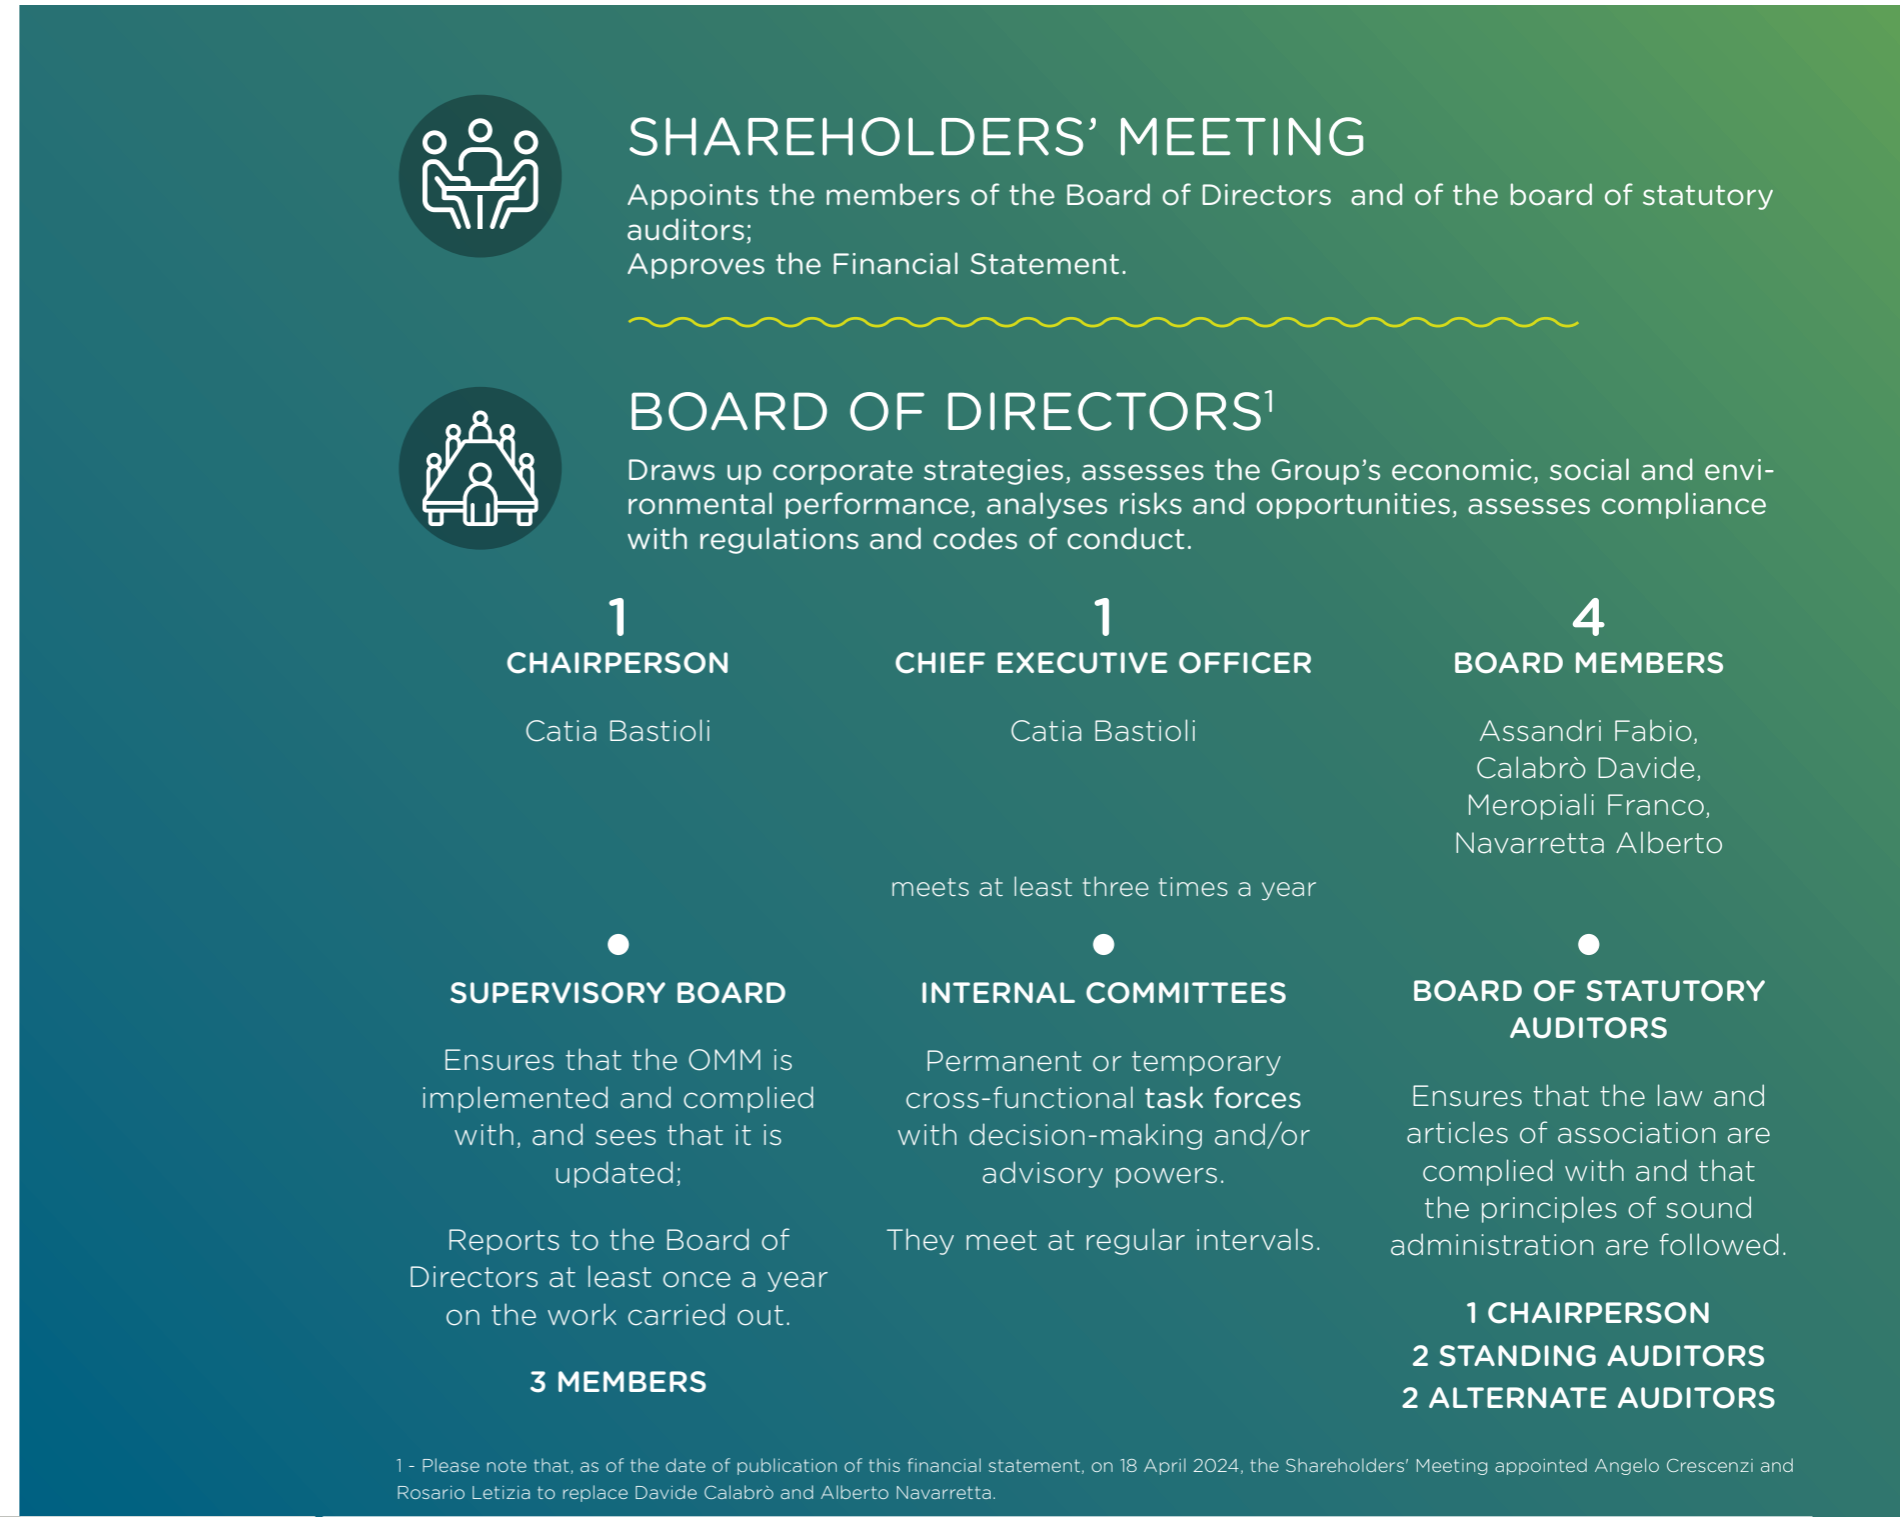 SHAREHOLDERS’ MEETING
Appoints the members of the Board of Directors and of the board of statutory
auditors;
Approves the Financial Statement.
BOARD OF DIRECTORS¹
Draws up corporate strategies, assesses the Group’s economic, social and envi-
ronmental performance, analyses risks and opportunities, assesses compliance
with regulations and codes of conduct.
1
CHAIRPERSON
Catia Bastioli
1
CHIEF EXECUTIVE OFFICER
Catia Bastioli
4
BOARD MEMBERS
Assandri Fabio,
Calabrò Davide,
Meropiali Franco,
Navarretta Alberto
meets at least three times a year
SUPERVISORY BOARD
Ensures that the OMM is
implemented and complied
with, and sees that it is
updated;
Reports to the Board of
Directors at least once a year
on the work carried out.
3 MEMBERS
INTERNAL COMMITTEES
Permanent or temporary
cross-functional task forces
with decision-making and/or
advisory powers.
They meet at regular intervals.
BOARD OF STATUTORY
AUDITORS
Ensures that the law and
articles of association are
complied with and that
the principles of sound
administration are followed.
1 CHAIRPERSON
2 STANDING AUDITORS
2 ALTERNATE AUDITORS
1 - Please note that, as of the date of publication of this financial statement, on 18 April 2024, the Shareholders' Meeting appointed Angelo Crescenzi and
Rosario Letizia to replace Davide Calabrò and Alberto Navarretta.